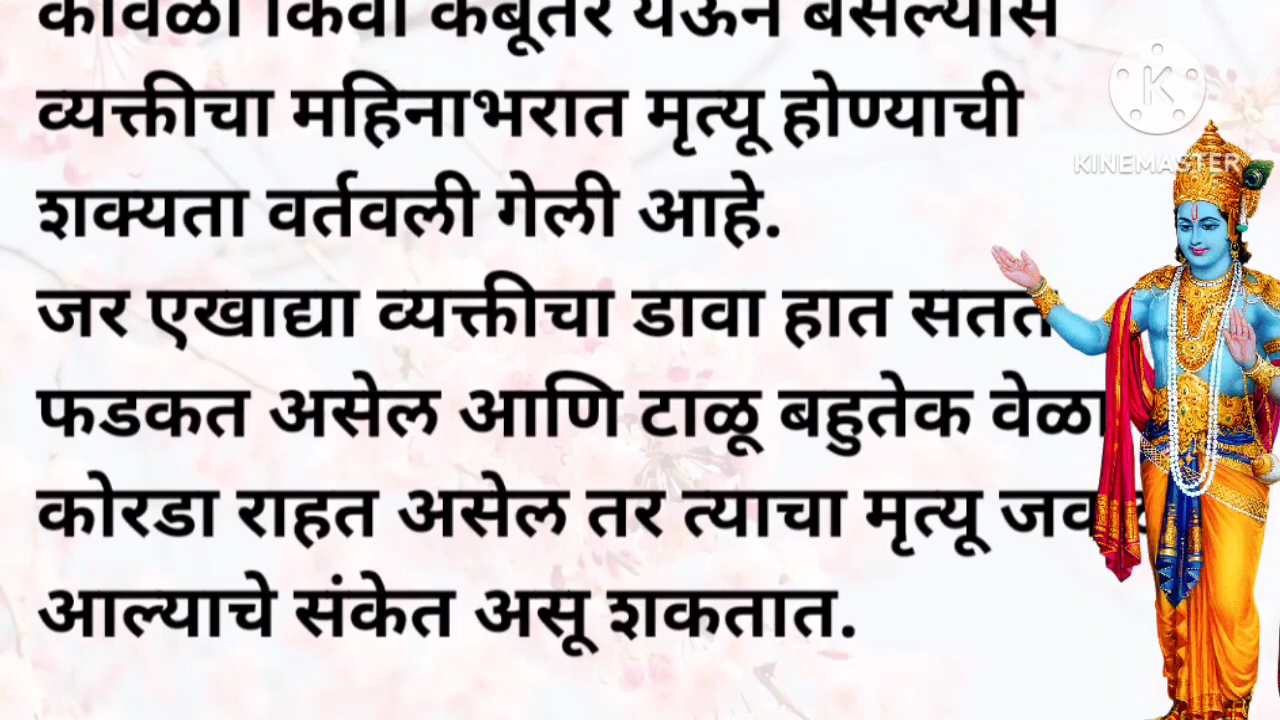 कावळा किंवा कबूतर येऊन बसल्यास
व्यक्तीचा महिनाभरात मृत्यू होण्याची
शक्यता वर्तवली गेली आहे.
जर एखाद्या व्यक्तीचा डावा हात सतत
फडकत असेल आणि टाळू बहुतेक वेळा
कोरडा राहत असेल तर त्याचा मृत्यू
आल्याचे संकेत असू शकतात.
K
KINEMASTER